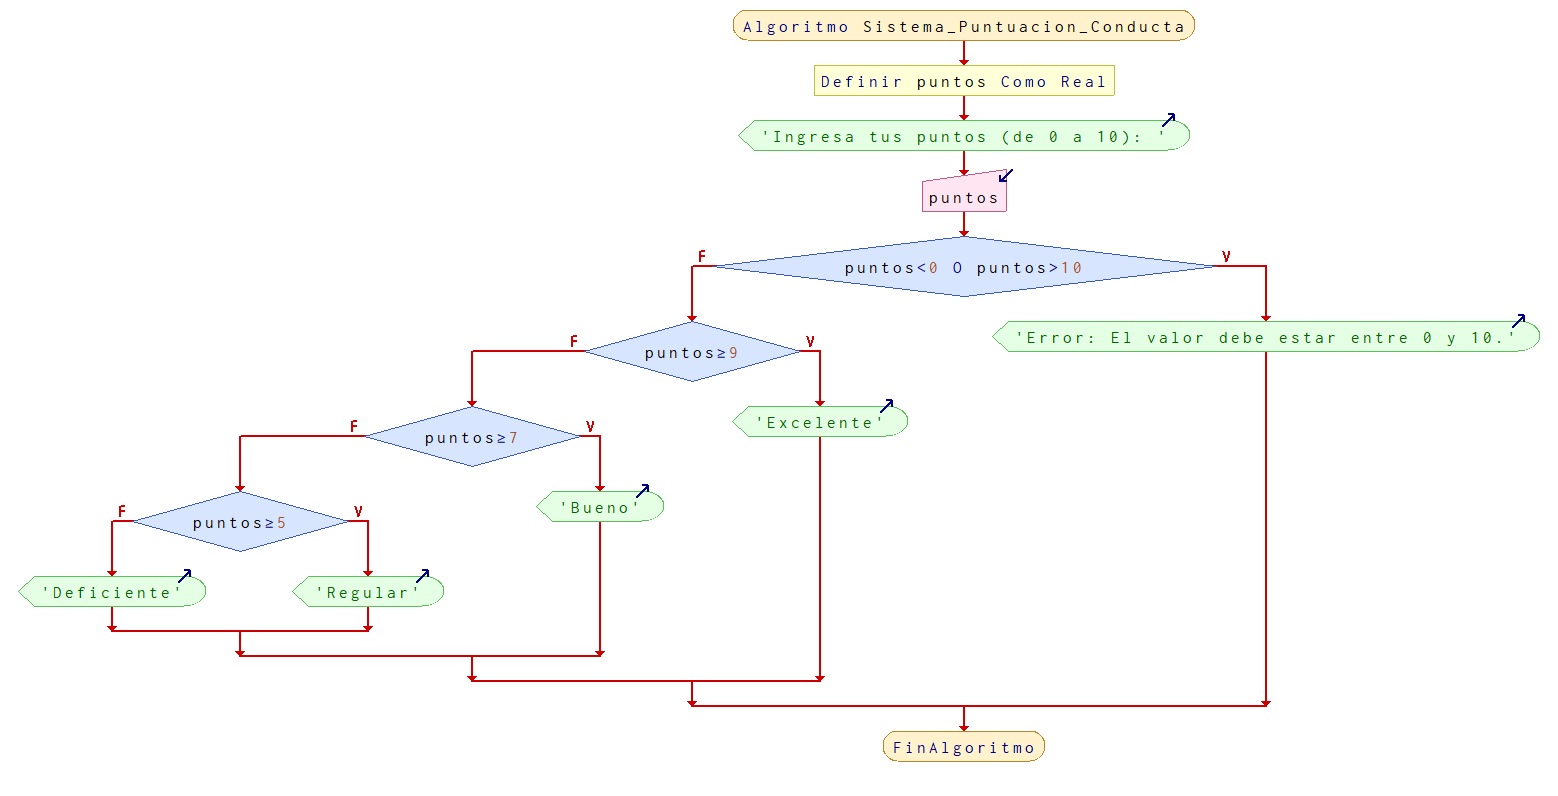 Algoritmo Sistema_Puntuacion_Conducta
Definir puntos Como Real
'Ingresa tus puntos (de 0 a 10): '
puntos
F
puntos<0 O puntos>10
V
F
puntos≥9
V
'Error: El valor debe estar entre 0 y 10.'
F
puntos≥7
V
'Excelente'
F
puntos≥5
V
'Bueno'
'Deficiente'
'Regular'
FinAlgoritmo